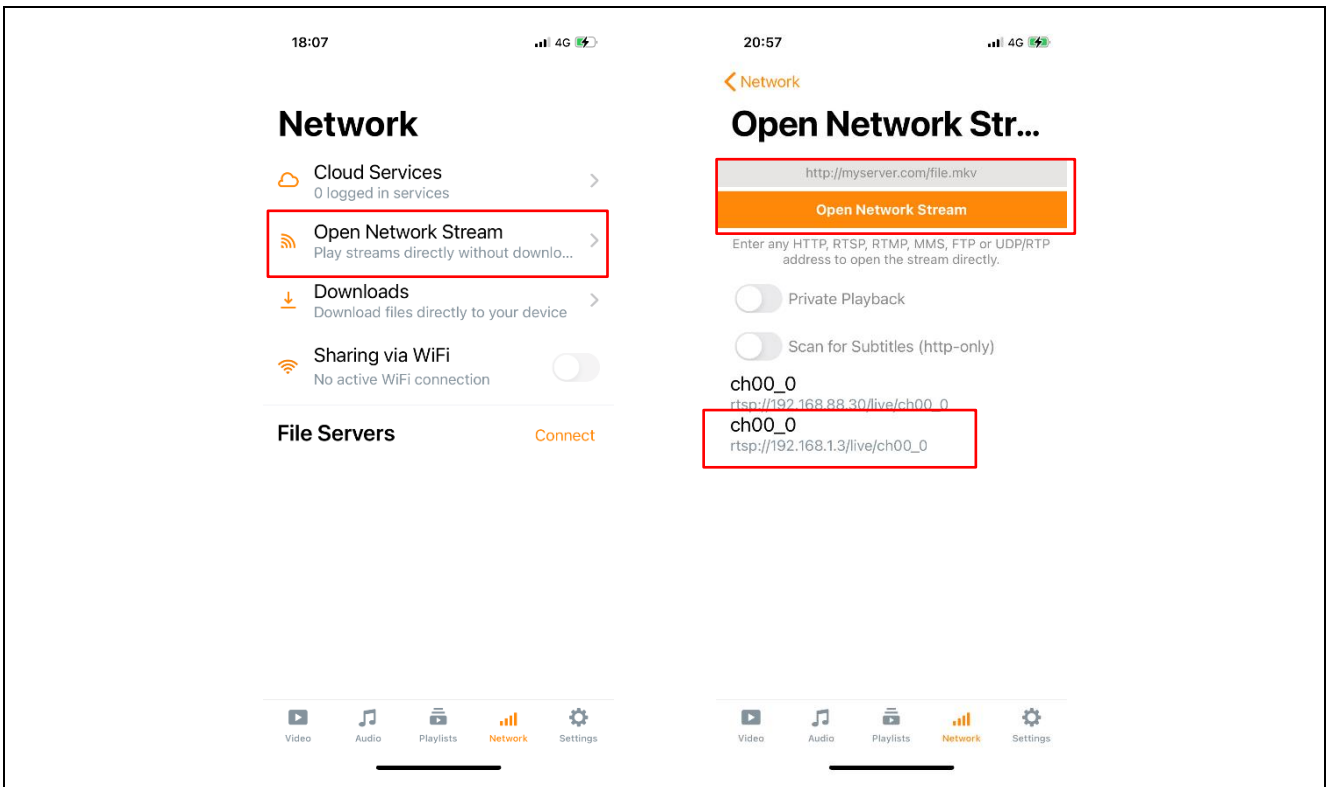 18:07
4G
Network
Cloud Services
0 logged in services
Open Network Stream
Play streams directly without downlo...
Downloads
Download files directly to your device
Sharing via WiFi
No active WiFi connection
File Servers
Connect
Video Audio Playlists Network Settings
20:57
4G
Network
Open Network Str...
http://myserver.com/file.mkv
Open Network Stream
Enter any HTTP, RTSP, RTMP, MMS, FTP or UDP/RTP
address to open the stream directly.
Private Playback
Scan for Subtitles (http-only)
ch00_0
rtsp://192.168.88.30/live/ch00_0
ch00_0
rtsp://192.168.1.3/live/ch00_0
Video Audio Playlists Network Settings